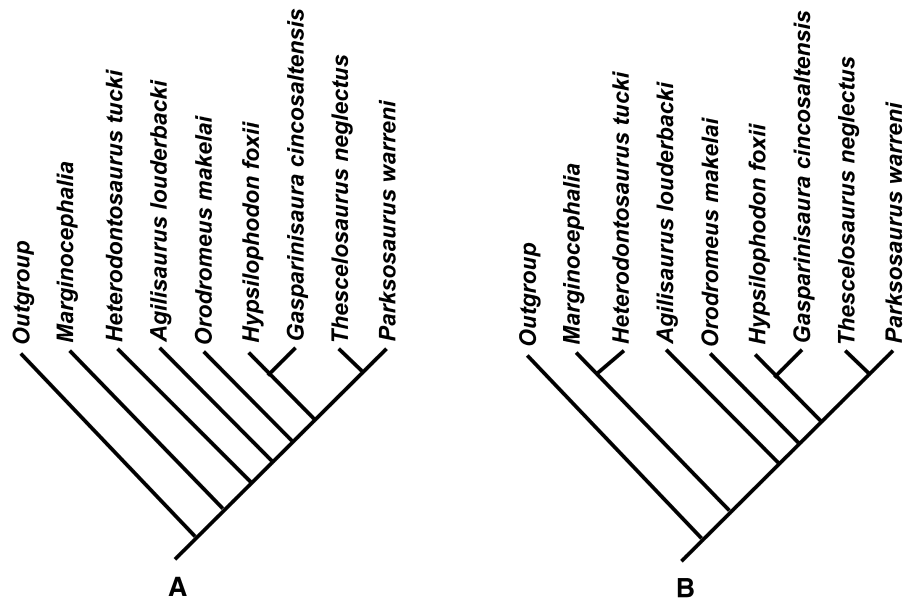 Outgroup
Marginocephalia
Heterodontosaurus tucki
Agilisaurus louderbacki
Orodromeus makelai
Hypsilophodon foxii
Gasparinisaura cincosaltensis
Thescelosaurus neglectus
Parksosaurus warreni
A
Outgroup
Marginocephalia
Heterodontosaurus tucki
Agilisaurus louderbacki
Orodromeus makelai
Hypsilophodon foxii
Gasparinisaura cincosaltensis
Thescelosaurus neglectus
Parksosaurus warreni
B